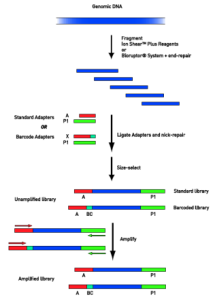 Genomic DNA
Fragment
Ion Shear™ Plus Reagents
or
Bioruptor® System + end-repair
Standard Adapters
A
P1
OR
Barcode Adapters
X
P1
Ligate Adapters and nick-repair
Size-select
Unamplified library
Standard library
A
P1
Barcoded library
A
BC
P1
Amplify
Amplified library
A
BC
P1